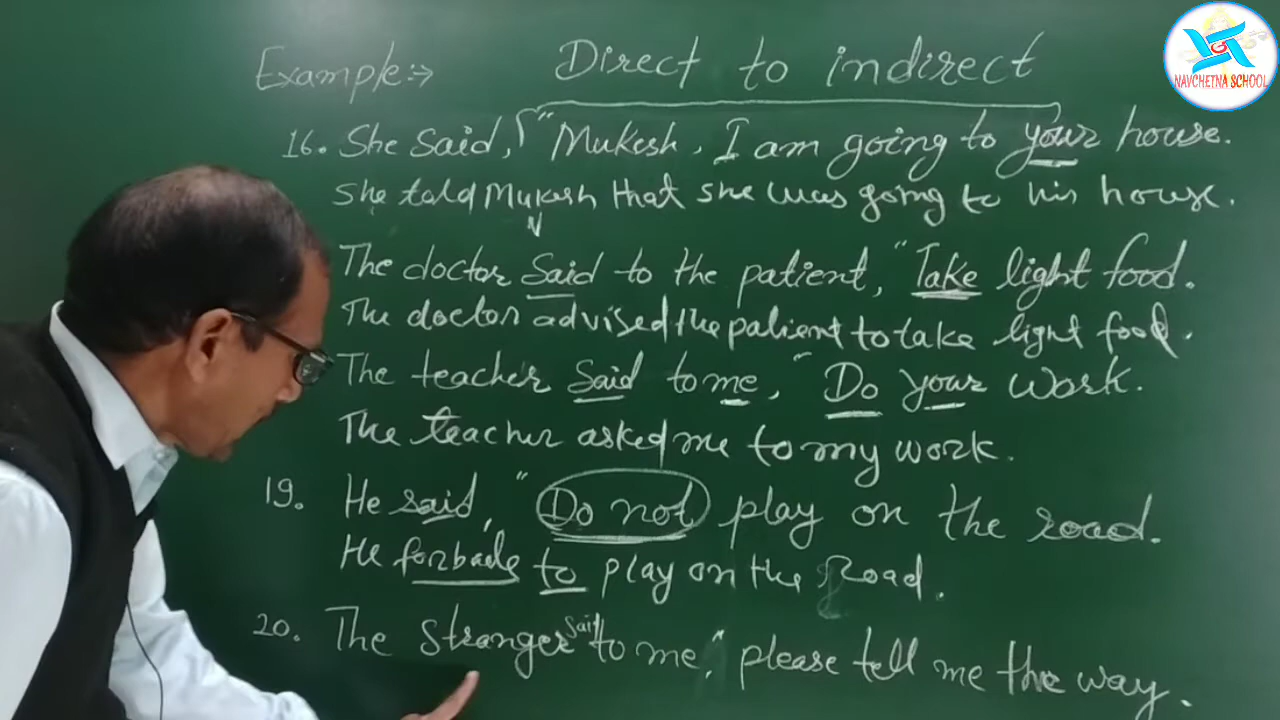 Example:→ Direct to indirect
NAVCHETNA SCHOOL
16. She said, " Mukesh, I am going to your house.
She told Mukesh that she was going to his house.
The doctor said to the patient, " Take light food.
The doctor advised the patient to take light food.
The teacher said to me, " Do your work.
The teacher asked me to my work.
19. He said, " Do not play on the road.
He forbade to play on the Road.
20. The stranger said to me, " please tell me the way.